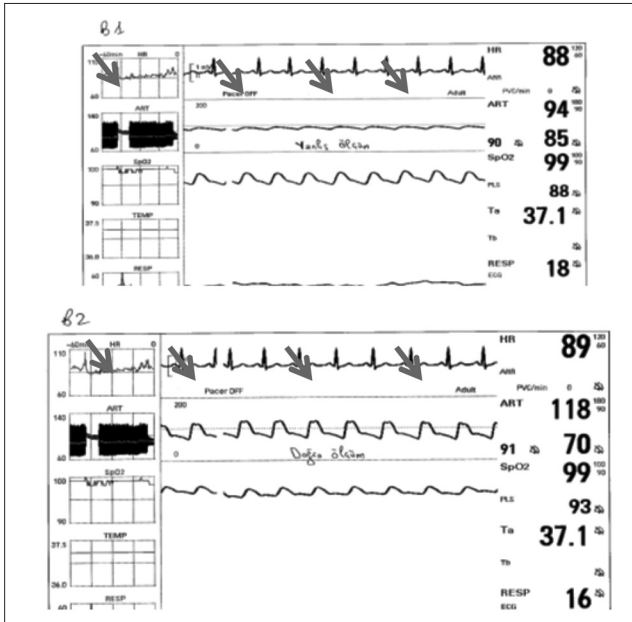 B1
-60min HR 0
110
60
ART
140
60
SpO2
100
90
TEMP
37.5
36.0
RESP
60
Pacer OFF
Adult
200
0
Yanlış ölçüm
HR
88
120
60
ARR
PVC/min 0
ART
94
180
90
90
85
SpO2
99
100
90
PLS
88
Ta
37.1
Tb
RESP
18
ECG
B2
-60min HR 0
110
60
ART
140
60
SpO2
100
90
TEMP
37.5
36.0
RESP
60
Pacer OFF
Adult
200
0
Doğru ölçüm
HR
89
120
60
ARR
PVC/min 0
ART
118
180
90
91
70
SpO2
99
100
90
PLS
93
Ta
37.1
Tb
RESP
16
ECG